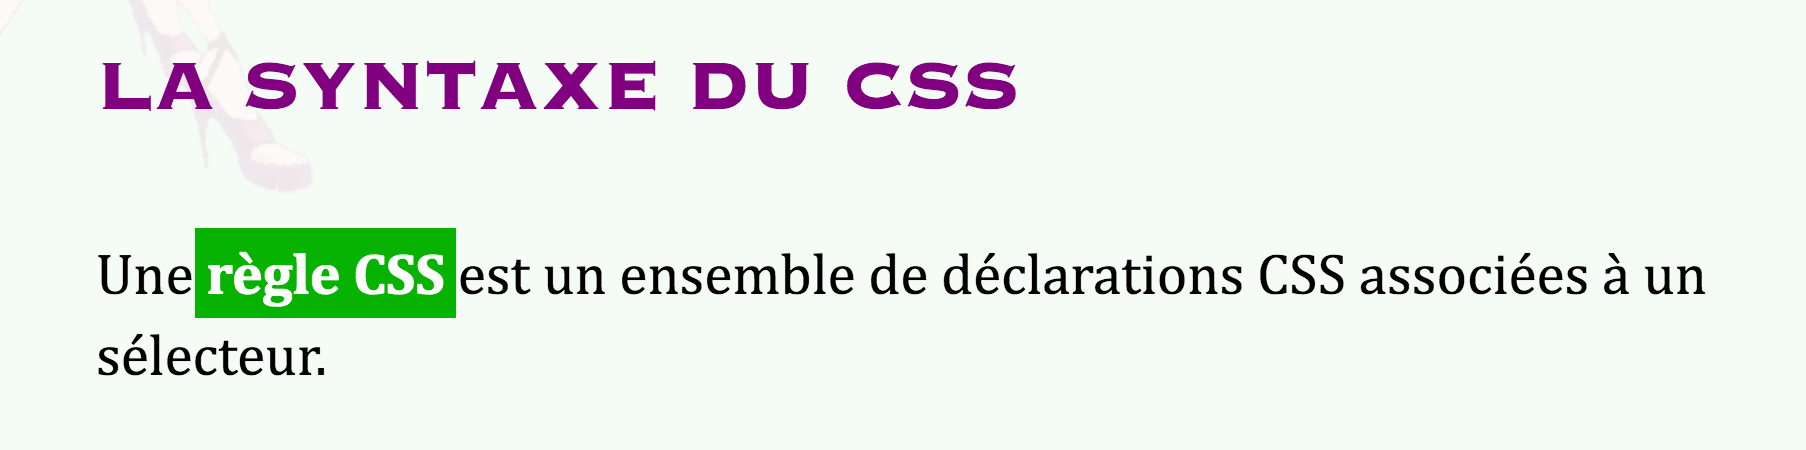 LA SYNTAXE DU CSS
Une règle CSS est un ensemble de déclarations CSS associées à un
sélecteur.